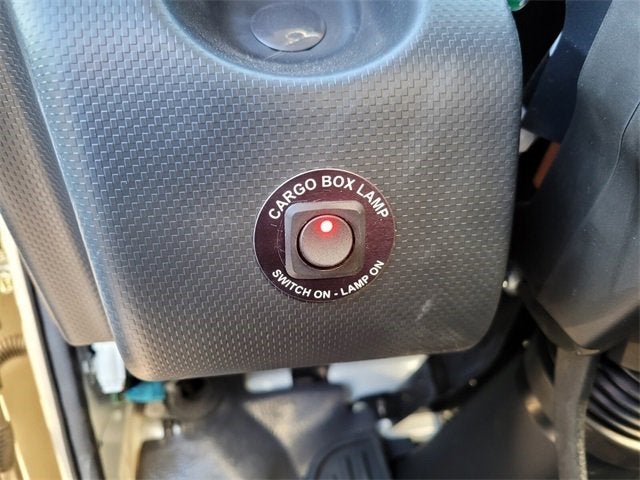 CARGO BOX LAMP
SWITCH ON - LAMP ON